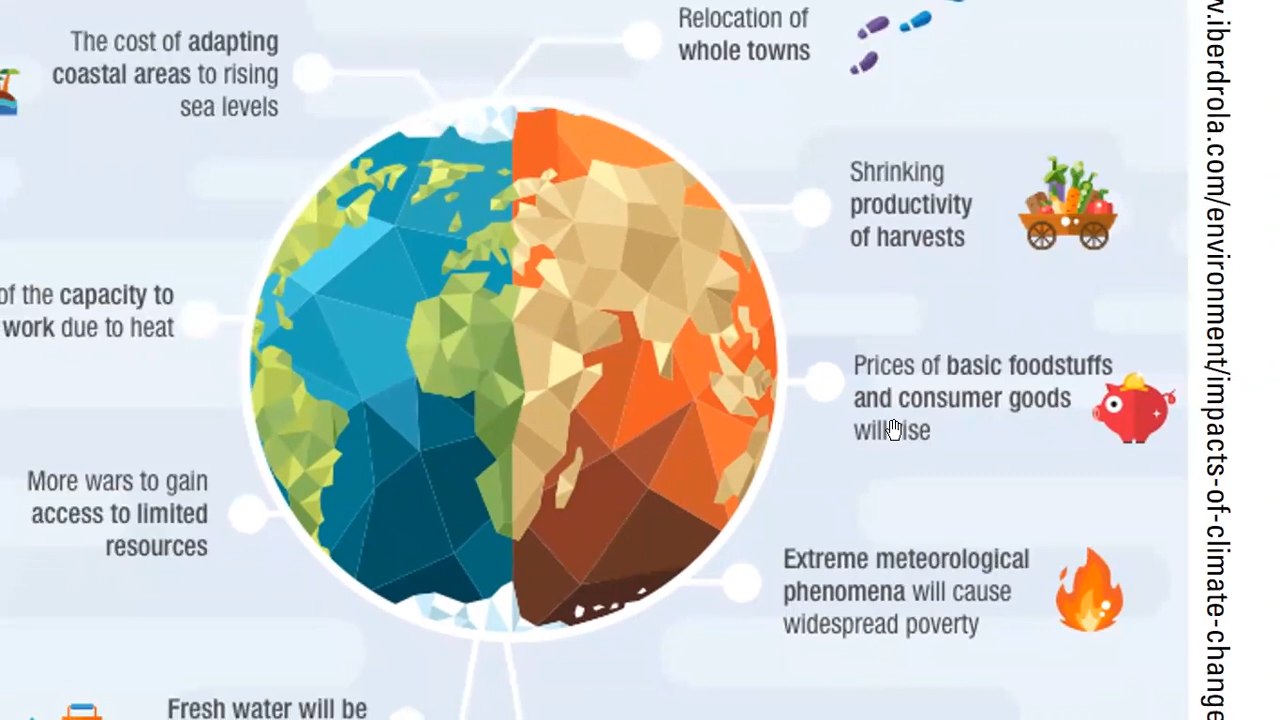 The cost of adapting
coastal areas to rising
sea levels
Relocation of
whole towns
Shrinking
productivity
of harvests
of the capacity to
work due to heat
Prices of basic foodstuffs
and consumer goods
will
More wars to gain
access to limited
resources
Extreme meteorological
phenomena will cause
widespread poverty
Fresh water will be
w.iberdrola.com/environment/impacts-of-climate-change